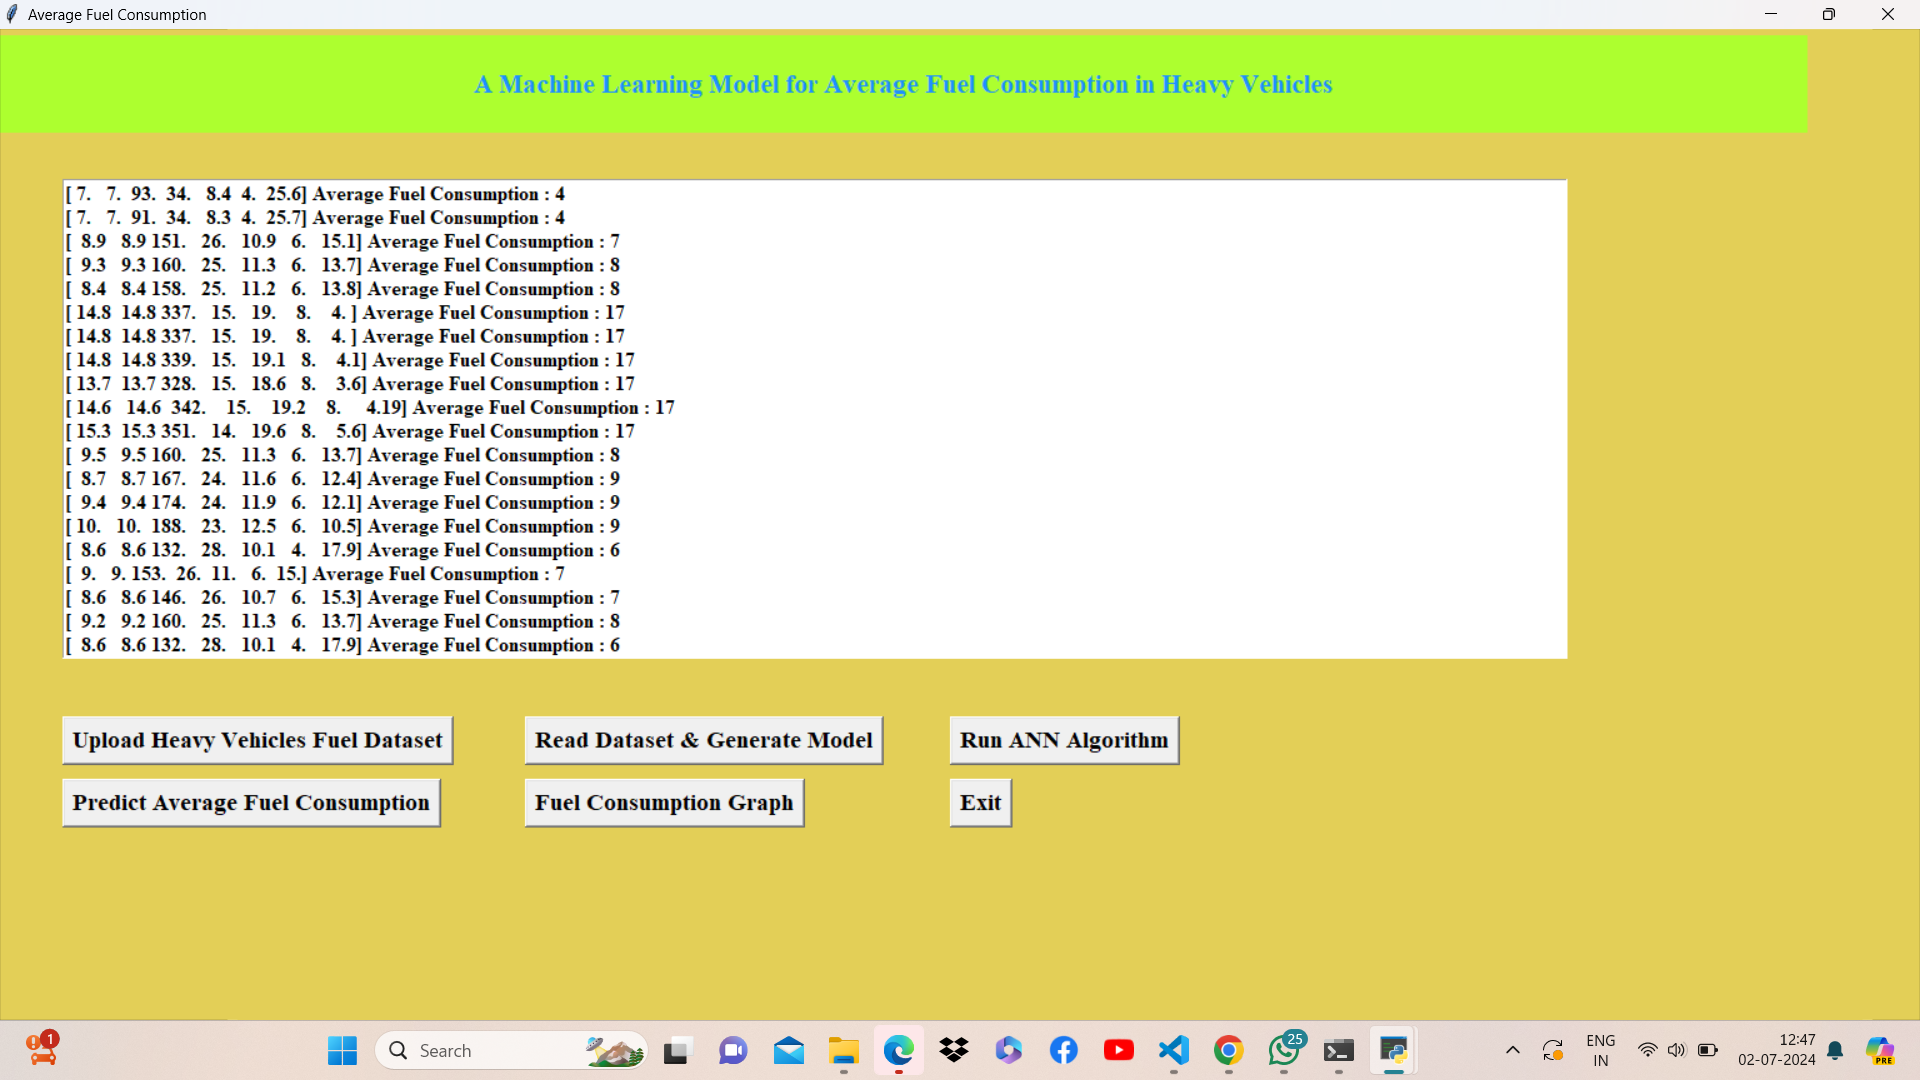 Average Fuel Consumption
A Machine Learning Model for Average Fuel Consumption in Heavy Vehicles
[ 7. 7. 93. 34. 8.4 4. 25.6] Average Fuel Consumption : 4
[ 7. 7. 91. 34. 8.3 4. 25.7] Average Fuel Consumption : 4
[ 8.9 8.9 151. 26. 10.9 6. 15.1] Average Fuel Consumption : 7
[ 9.3 9.3 160. 25. 11.3 6. 13.7] Average Fuel Consumption : 8
[ 8.4 8.4 158. 25. 11.2 6. 13.8] Average Fuel Consumption : 8
[ 14.8 14.8 337. 15. 19. 8. 4. ] Average Fuel Consumption : 17
[ 14.8 14.8 337. 15. 19. 8. 4. ] Average Fuel Consumption : 17
[ 14.8 14.8 339. 15. 19.1 8. 4.1] Average Fuel Consumption : 17
[ 13.7 13.7 328. 15. 18.6 8. 3.6] Average Fuel Consumption : 17
[ 14.6 14.6 342. 15. 19.2 8. 4.19] Average Fuel Consumption : 17
[ 15.3 15.3 351. 14. 19.6 8. 5.6] Average Fuel Consumption : 17
[ 9.5 9.5 160. 25. 11.3 6. 13.7] Average Fuel Consumption : 8
[ 8.7 8.7 167. 24. 11.6 6. 12.4] Average Fuel Consumption : 9
[ 9.4 9.4 174. 24. 11.9 6. 12.1] Average Fuel Consumption : 9
[ 10. 10. 188. 23. 12.5 6. 10.5] Average Fuel Consumption : 9
[ 8.6 8.6 132. 28. 10.1 4. 17.9] Average Fuel Consumption : 6
[ 9. 9. 153. 26. 11. 6. 15.] Average Fuel Consumption : 7
[ 8.6 8.6 146. 26. 10.7 6. 15.3] Average Fuel Consumption : 7
[ 9.2 9.2 160. 25. 11.3 6. 13.7] Average Fuel Consumption : 8
[ 8.6 8.6 132. 28. 10.1 4. 17.9] Average Fuel Consumption : 6
Upload Heavy Vehicles Fuel Dataset
Read Dataset & Generate Model
Run ANN Algorithm
Predict Average Fuel Consumption
Fuel Consumption Graph
Exit
1
Search
25
ENG
IN
12:47
02-07-2024
PRE